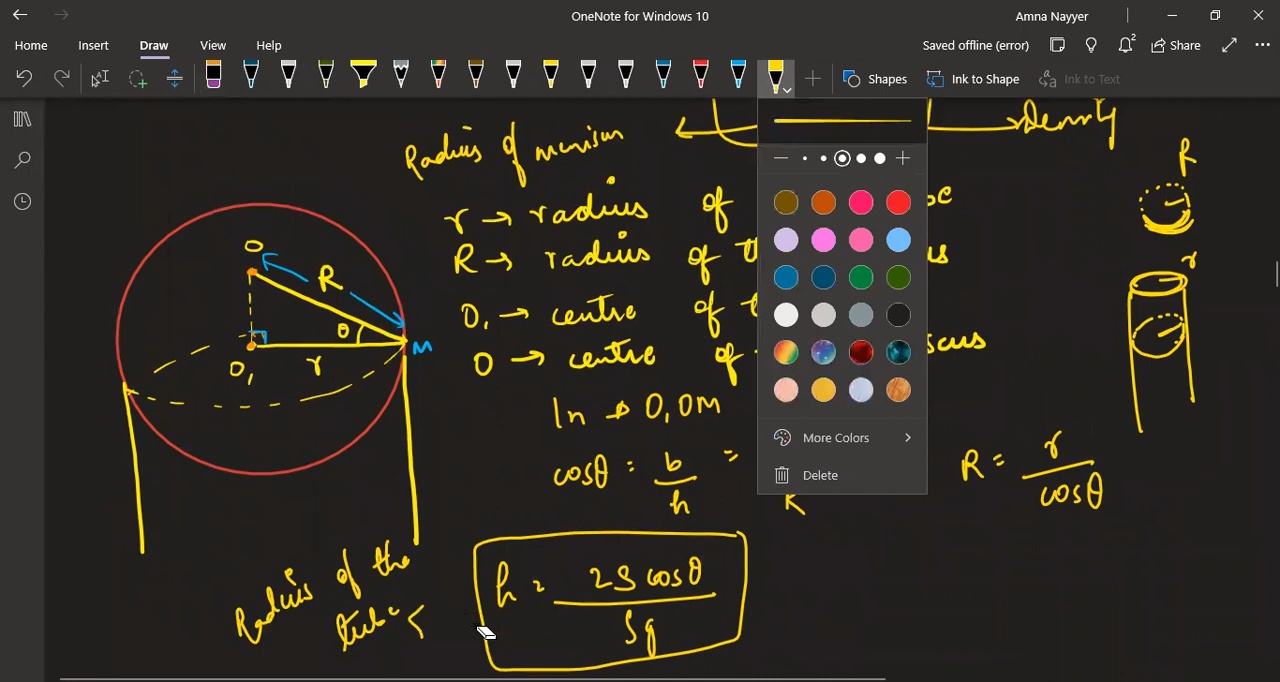 OneNote for Windows 10
Amna Nayyer
Home Insert Draw View Help
Saved offline (error)
Share
Shapes
Ink to Shape
Ink to Text
Density
Radius of
r → radius of
R → radius of
O₁ → centre of
O → centre of
In → O₁OM
cosθ = b/h =
R
R = r/cosθ
O
R
θ
O₁
r
M
R
r
More Colors
Delete
Radius of the
tube
h = 2S cosθ / ρg